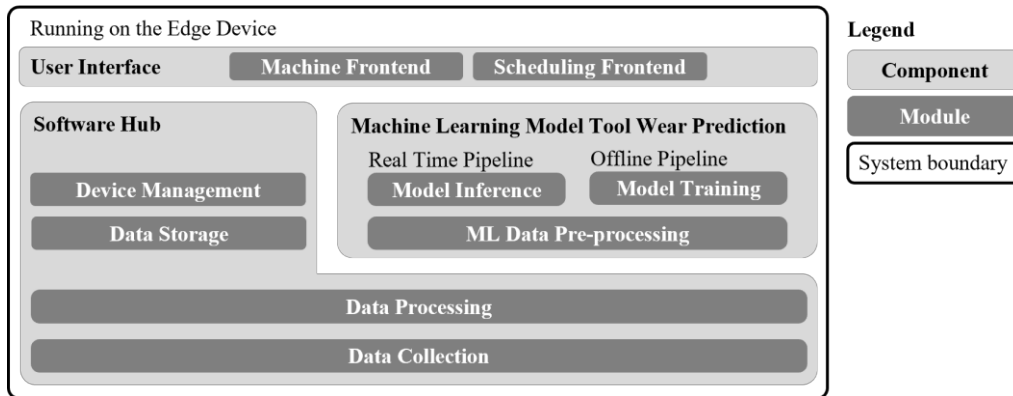 Running on the Edge Device
User Interface
Machine Frontend
Scheduling Frontend
Software Hub
Device Management
Data Storage
Machine Learning Model Tool Wear Prediction
Real Time Pipeline
Offline Pipeline
Model Inference
Model Training
ML Data Pre-processing
Data Processing
Data Collection
Legend
Component
Module
System boundary